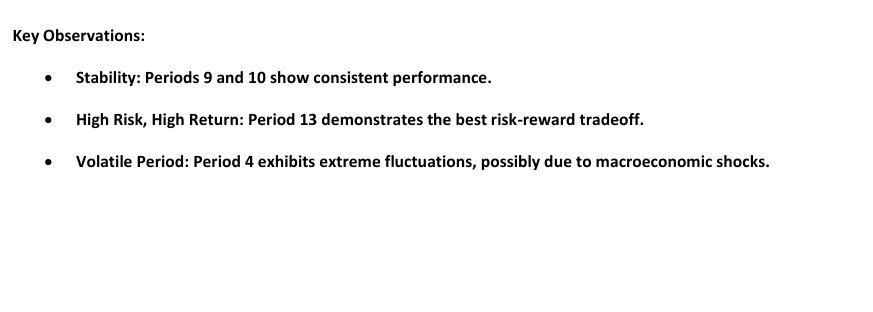 Key Observations:
• Stability: Periods 9 and 10 show consistent performance.
• High Risk, High Return: Period 13 demonstrates the best risk-reward tradeoff.
• Volatile Period: Period 4 exhibits extreme fluctuations, possibly due to macroeconomic shocks.